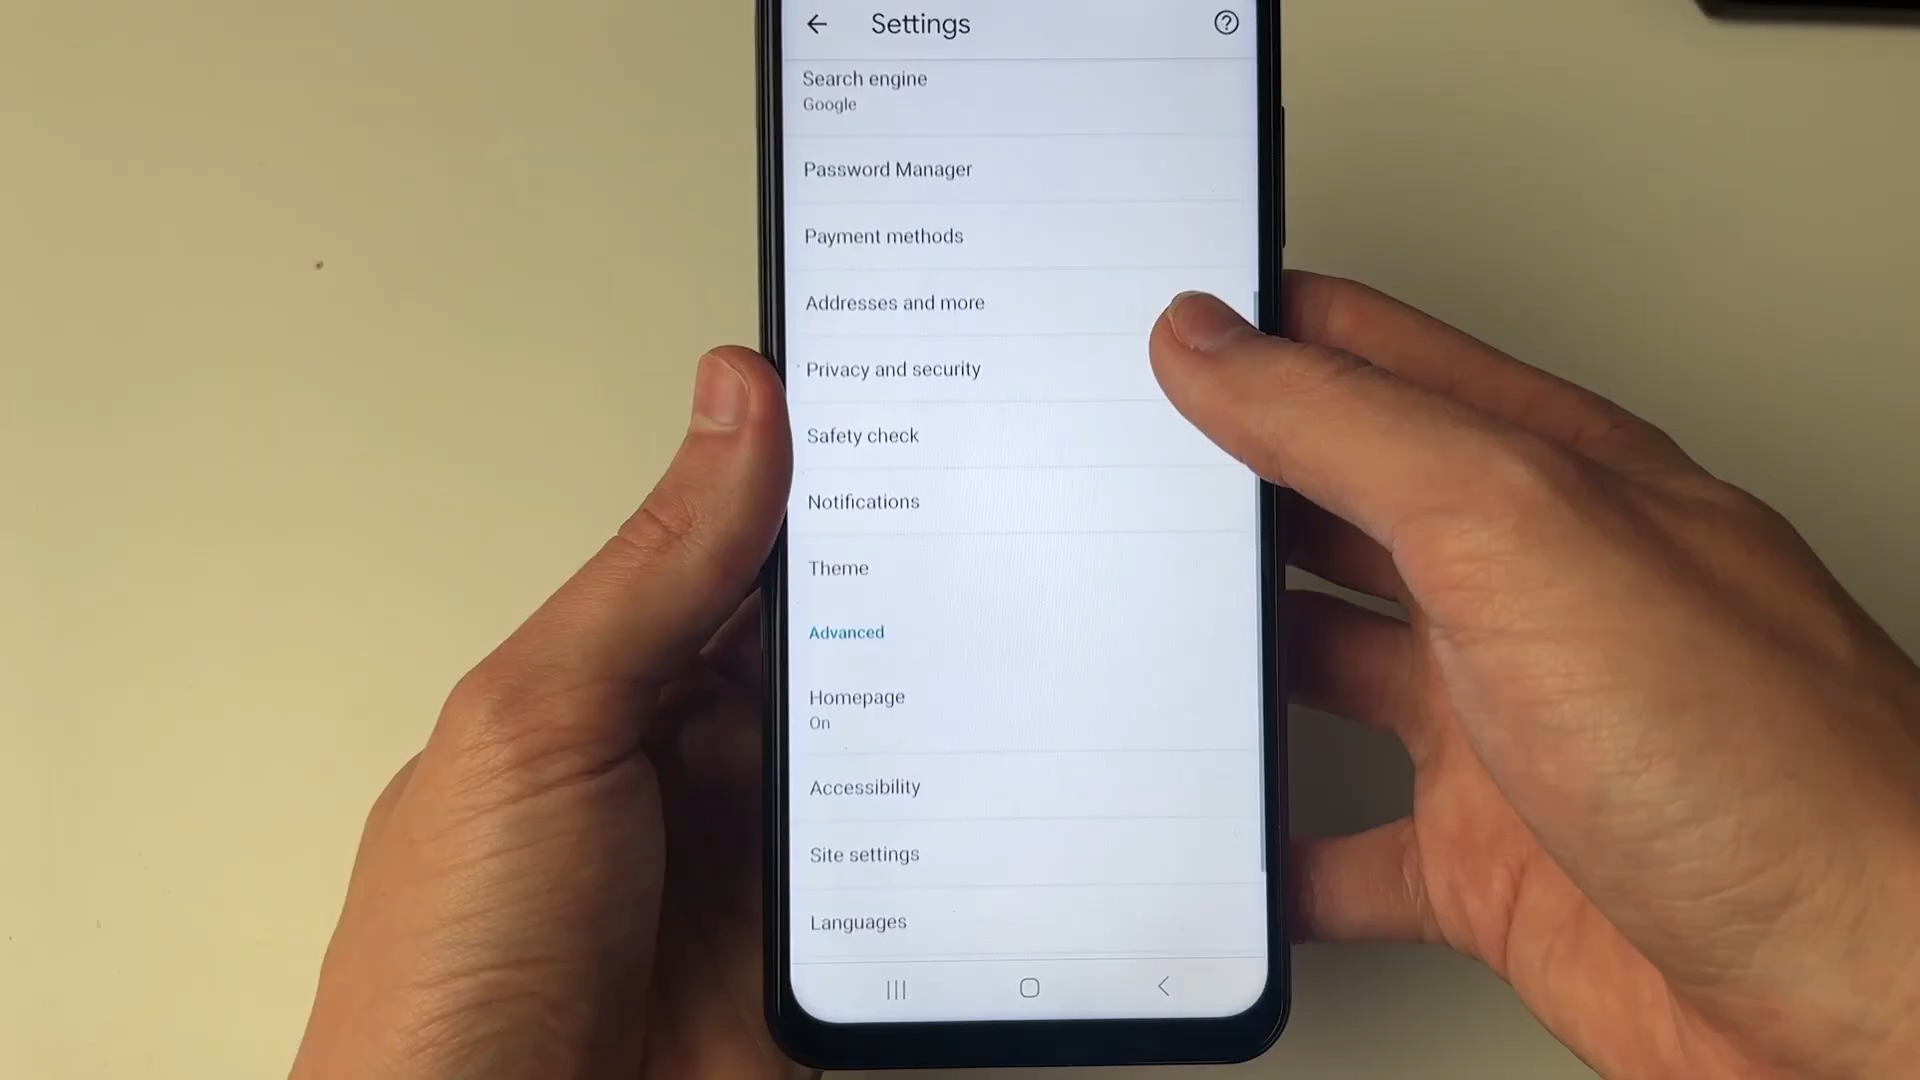 Settings
Search engine
Google
Password Manager
Payment methods
Addresses and more
Privacy and security
Safety check
Notifications
Theme
Advanced
Homepage
On
Accessibility
Site settings
Languages